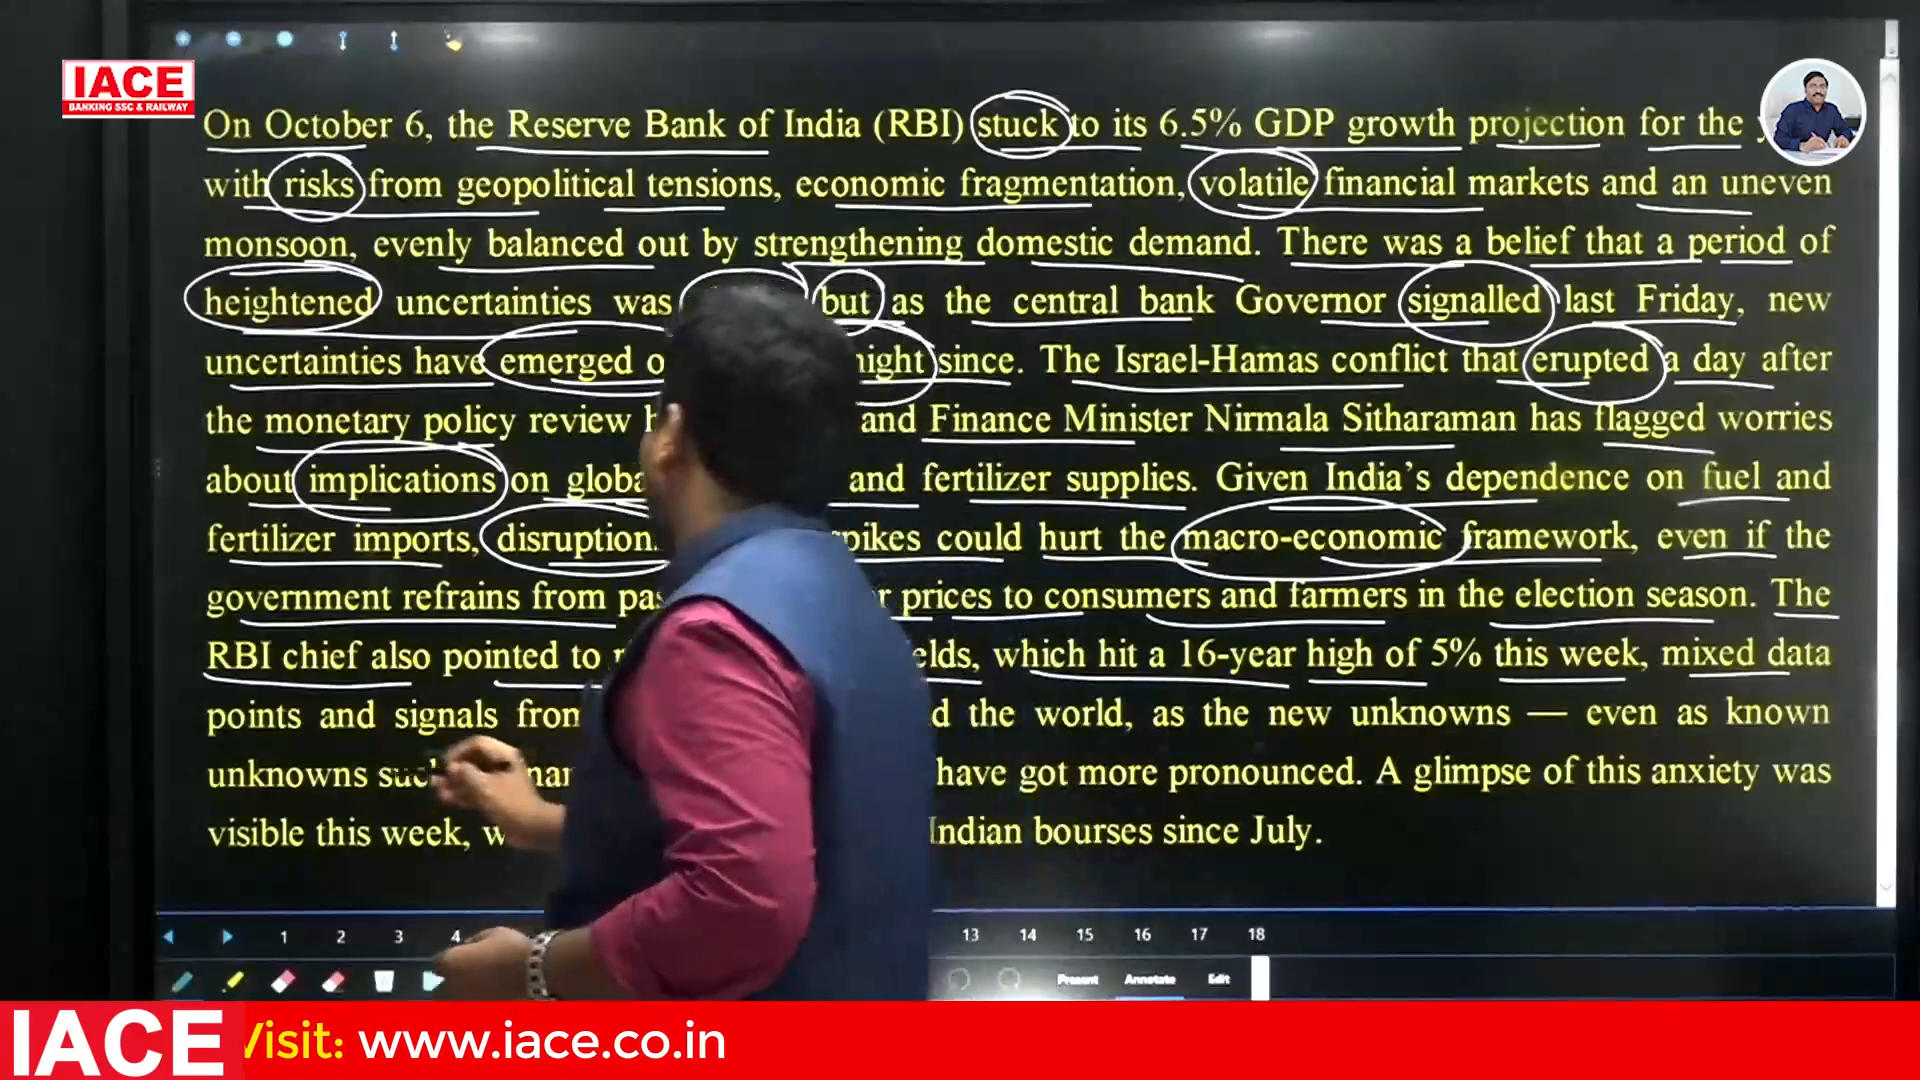 IACE
BANKING SSC & RAILWAY
On October 6, the Reserve Bank of India (RBI) stuck to its 6.5% GDP growth projection for the
with risks from geopolitical tensions, economic fragmentation, volatile financial markets and an uneven
monsoon, evenly balanced out by strengthening domestic demand. There was a belief that a period of
heightened uncertainties was but as the central bank Governor signalled last Friday, new
uncertainties have emerged since. The Israel-Hamas conflict that erupted a day after
the monetary policy review and Finance Minister Nirmala Sitharaman has flagged worries
about implications on and fertilizer supplies. Given India's dependence on fuel and
fertilizer imports, could hurt the macro-economic framework, even if the
government refrains from prices to consumers and farmers in the election season. The
RBI chief also pointed to which hit a 16-year high of 5% this week, mixed data
points and signals the world, as the new unknowns — even as known
unknowns have got more pronounced. A glimpse of this anxiety was
visible this week, Indian bourses since July.
1 2 3 4 13 14 15 16 17 18
Present Annotate Edit
IACE Visit: www.iace.co.in